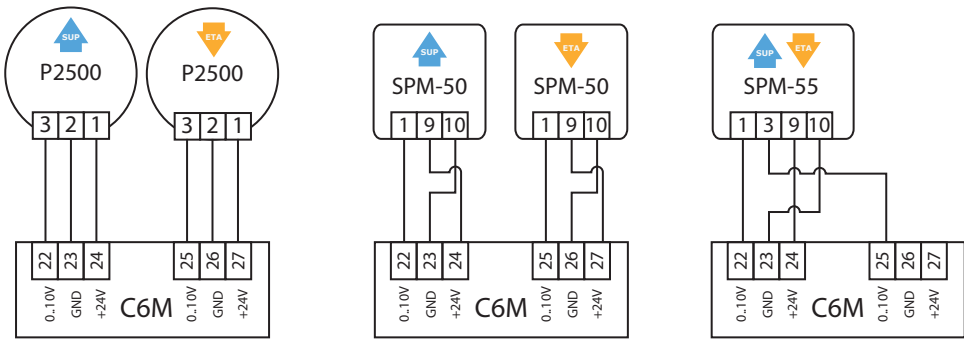 SUP
P2500
3 2 1
22 23 24
0..10V GND +24V
ETA
P2500
3 2 1
25 26 27
0..10V GND +24V
C6M
SUP
SPM-50
1 9 10
22 23 24
0..10V GND +24V
ETA
SPM-50
1 9 10
25 26 27
0..10V GND +24V
C6M
SUP ETA
SPM-55
1 3 9 10
22 23 24
0..10V GND +24V
25 26 27
0..10V GND +24V
C6M